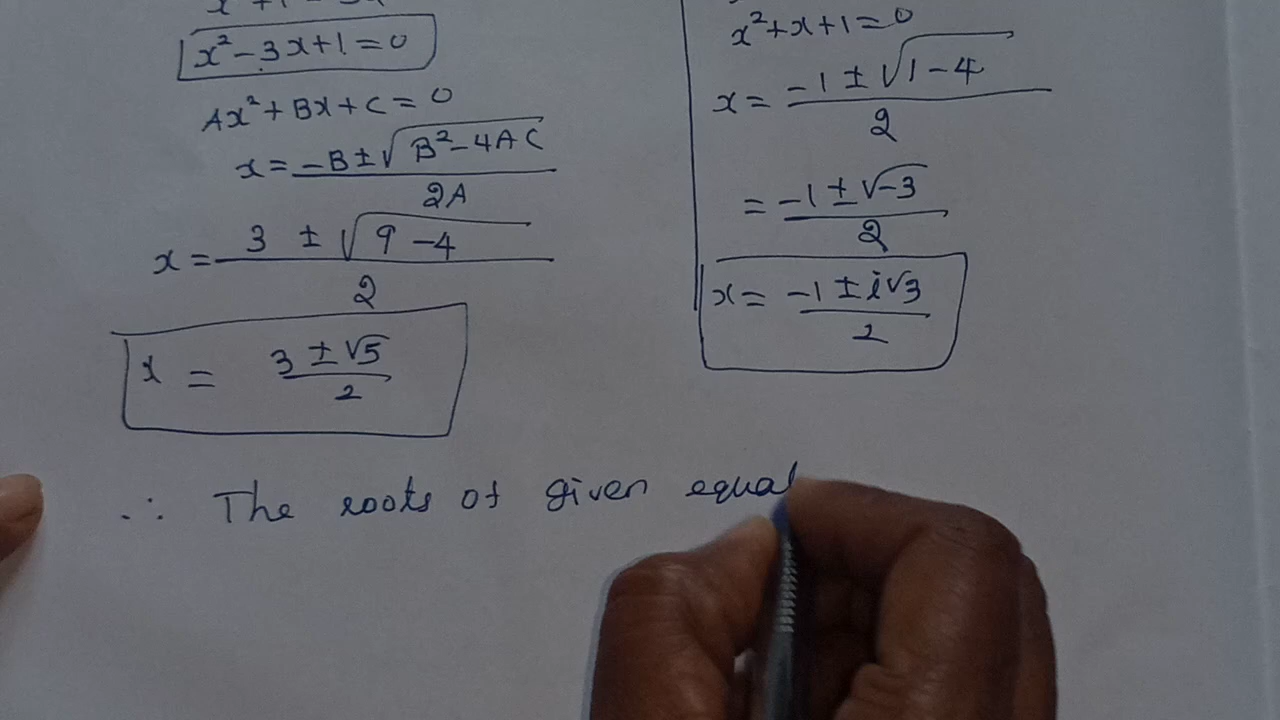 x²-3x+1=0
Ax²+Bx+C=0
x=-B±√B²-4AC/2A
x=3 ± √9-4/2
x = 3±√5/2
x²+x+1=0
x=-1±√1-4/2
=-1±√-3/2
x=-1±i√3/2
∴ The roots of given equat